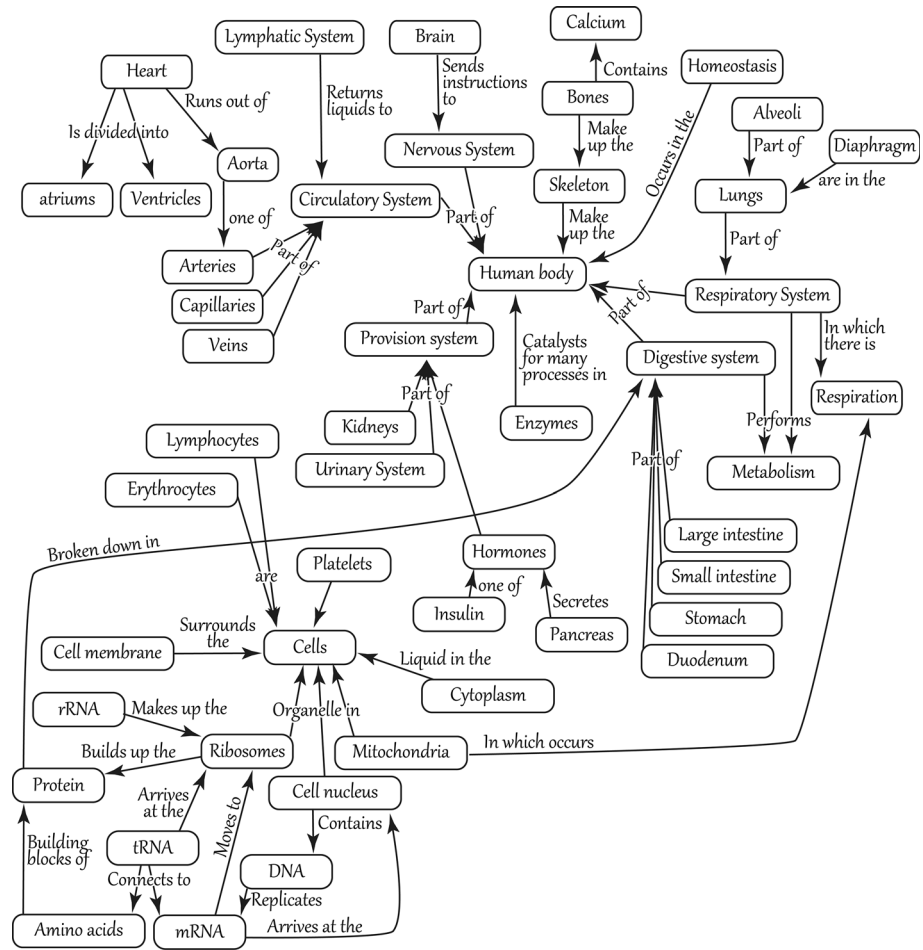 Lymphatic System
Brain
Calcium
Heart
Sends
instructions
to
Contains
Homeostasis
Runs out of
Returns
liquids to
Bones
Alveoli
Is divided into
Make
up the
Occurs in the
Part of
Diaphragm
Aorta
Nervous System
are in the
atriums
Ventricles
Circulatory System
Skeleton
Lungs
one of
Part of
Make
up the
Part of
Arteries
Part of
Human body
Capillaries
Part of
Respiratory System
Veins
Provision system
Catalysts
for many
processes in
Part of
Digestive system
In which
there is
Part of
Respiration
Kidneys
Enzymes
Performs
Lymphocytes
Urinary System
Part of
Metabolism
Erythrocytes
Broken down in
Hormones
Large intestine
are
Platelets
one of
Small intestine
Insulin
Secretes
Stomach
Surrounds
the
Pancreas
Cell membrane
Cells
Liquid in the
Duodenum
Cytoplasm
rRNA
Makes up the
Organelle in
Builds up the
Ribosomes
Mitochondria
In which occurs
Protein
Arrives
at the
Moves to
Cell nucleus
Contains
Building
blocks of
tRNA
Connects to
DNA
Replicates
Amino acids
mRNA
Arrives at the